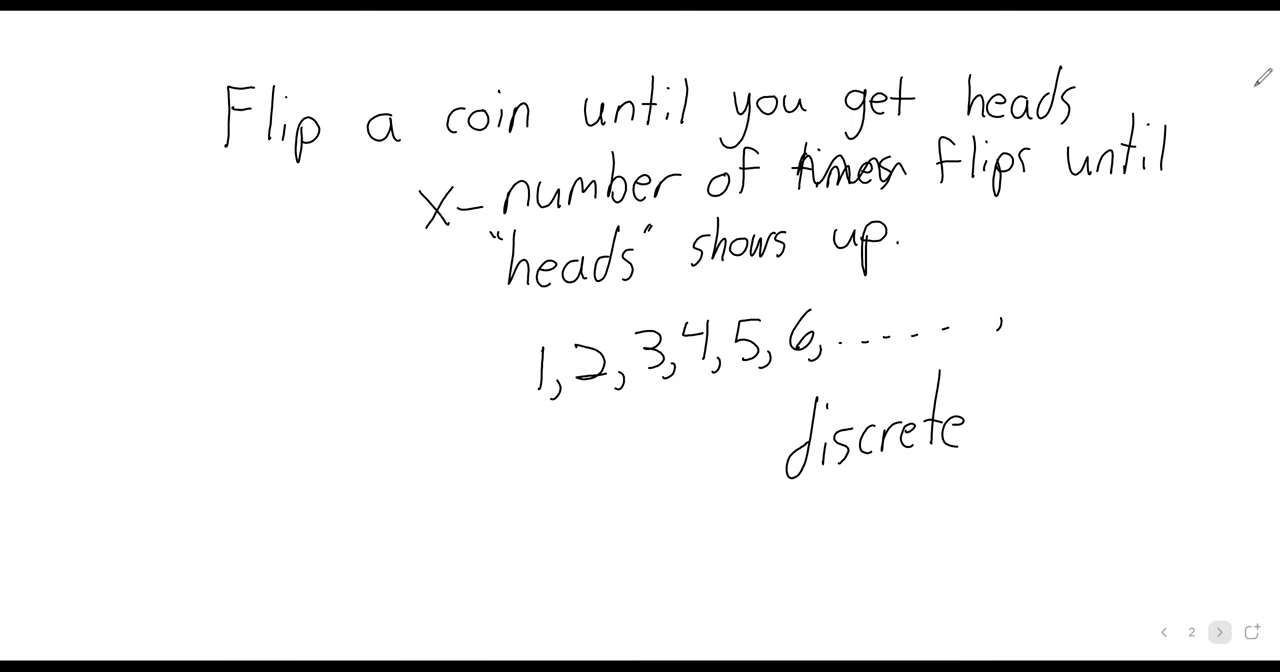 Flip a coin until you get heads
x - number of flips until
"heads" shows up.
1, 2, 3, 4, 5, 6, ..... ,
discrete
2